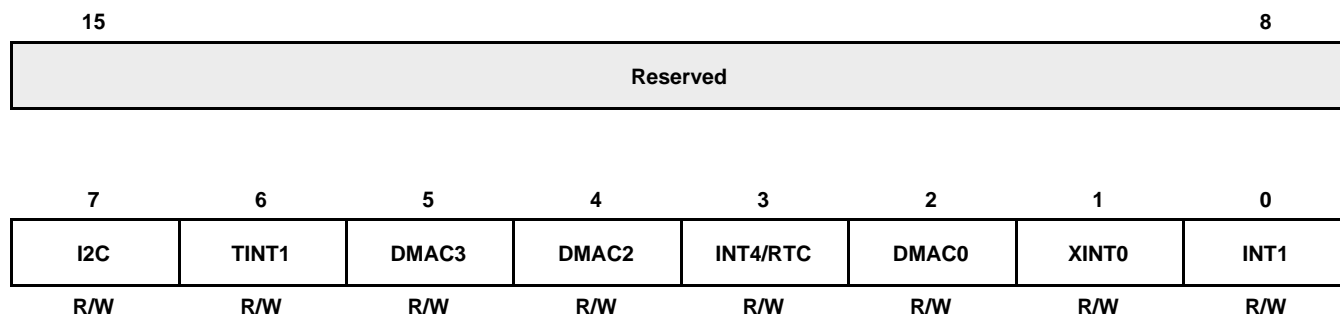 15 8
Reserved
7 6 5 4 3 2 1 0
I2C TINT1 DMAC3 DMAC2 INT4/RTC DMAC0 XINT0 INT1
R/W R/W R/W R/W R/W R/W R/W R/W